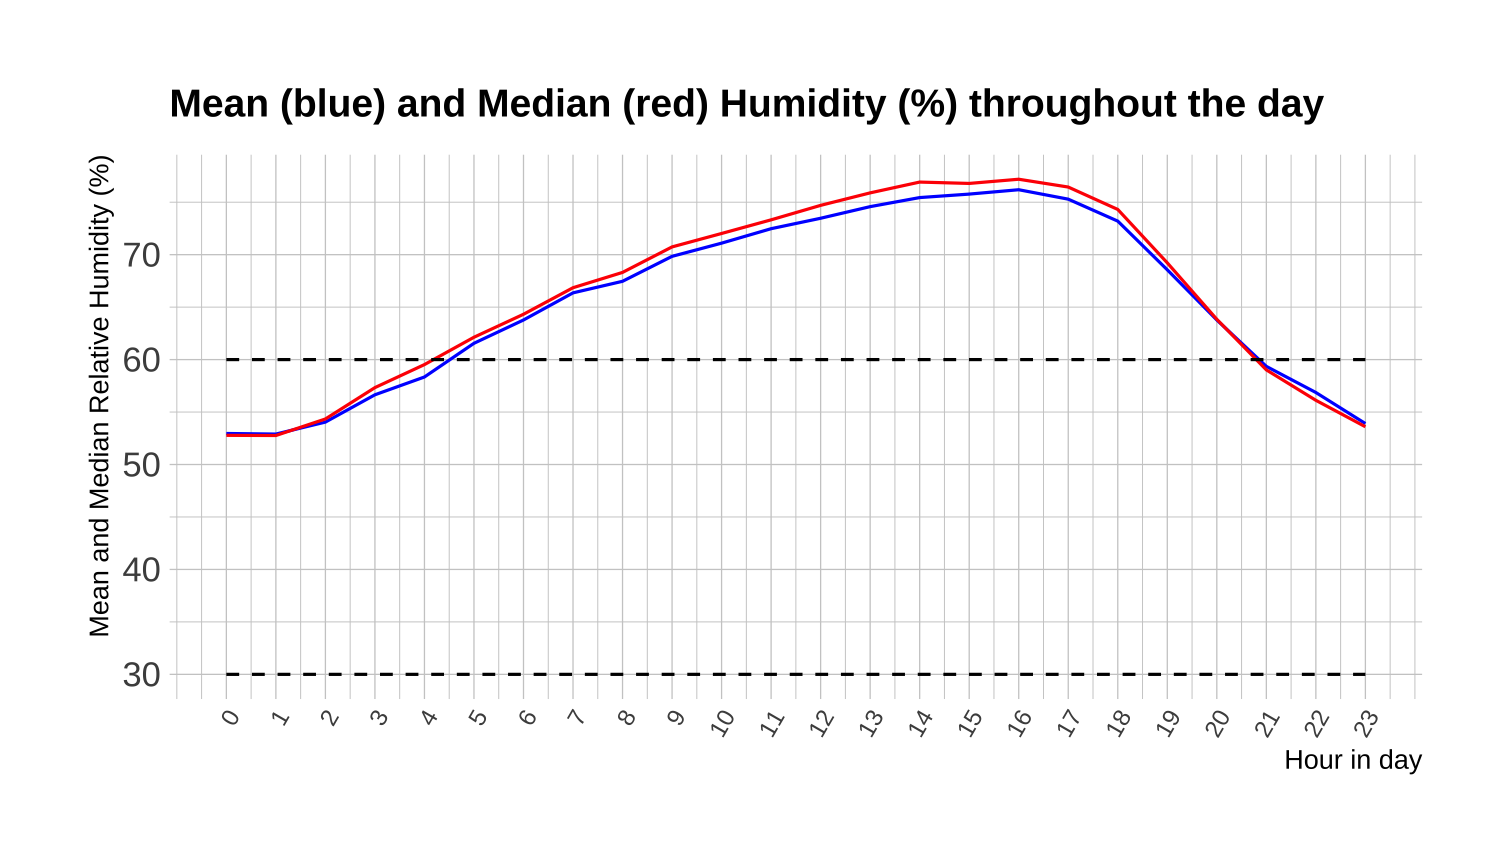 Mean (blue) and Median (red) Humidity (%) throughout the day
Mean and Median Relative Humidity (%)
70
60
50
40
30
0 1 2 3 4 5 6 7 8 9 10 11 12 13 14 15 16 17 18 19 20 21 22 23
Hour in day